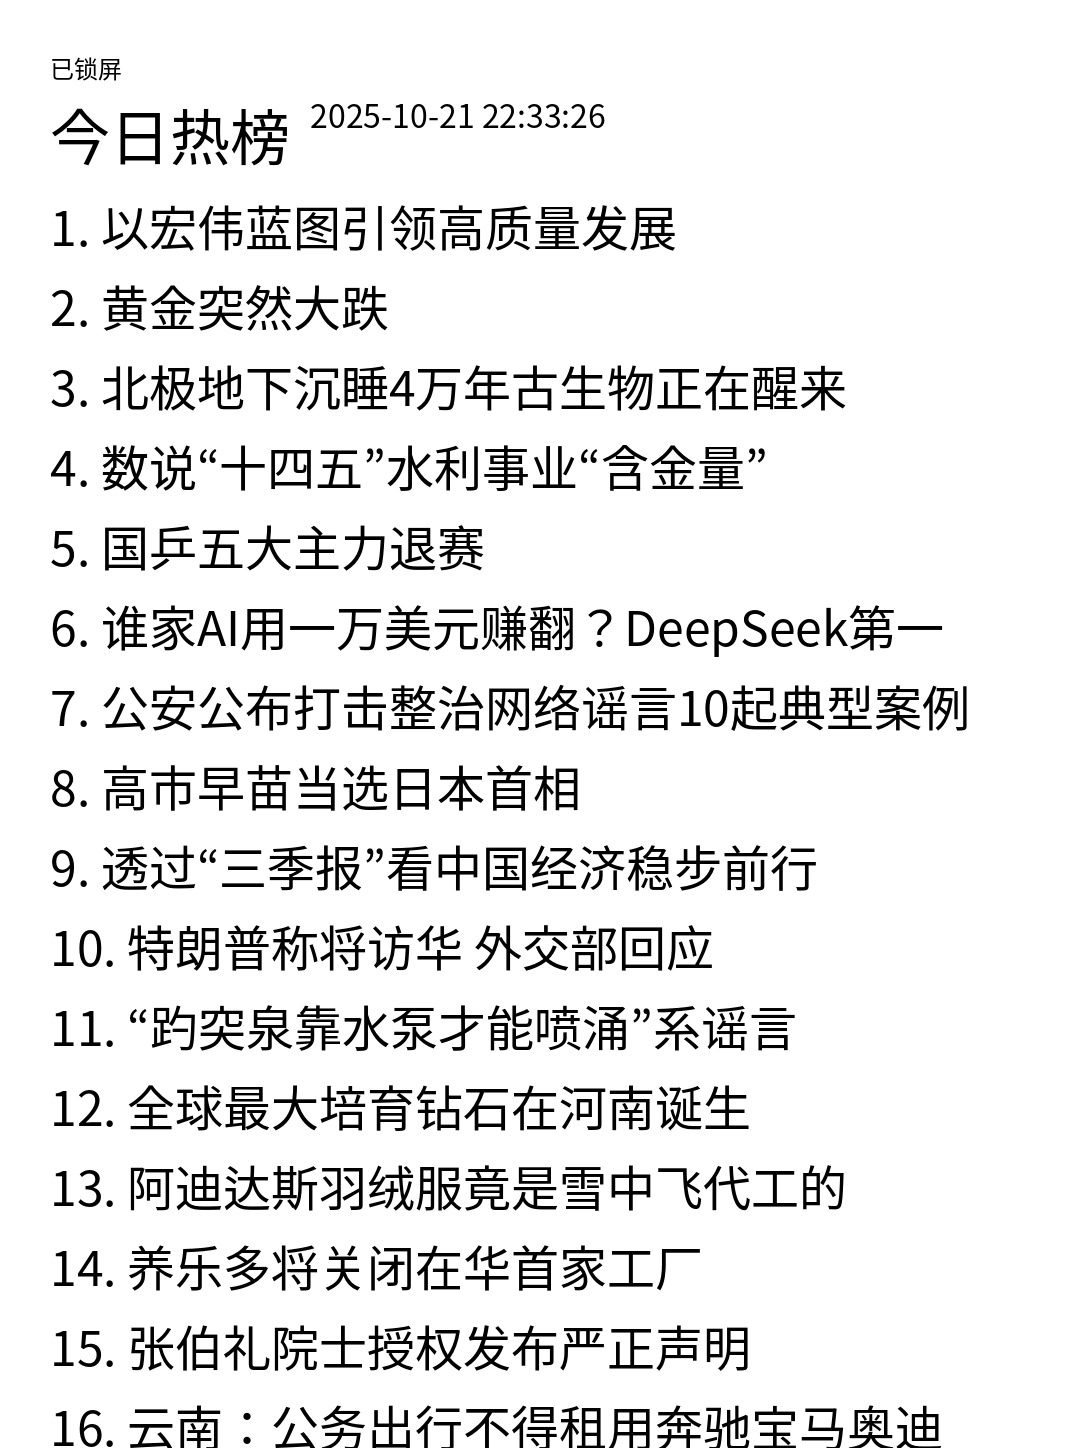 已锁屏
今日热榜 2025-10-21 22:33:26
1. 以宏伟蓝图引领高质量发展
2. 黄金突然大跌
3. 北极地下沉睡4万年古生物正在醒来
4. 数说“十四五”水利事业“含金量”
5. 国乒五大主力退赛
6. 谁家AI用一万美元赚翻？DeepSeek第一
7. 公安公布打击整治网络谣言10起典型案例
8. 高市早苗当选日本首相
9. 透过“三季报”看中国经济稳步前行
10. 特朗普称将访华 外交部回应
11. “趵突泉靠水泵才能喷涌”系谣言
12. 全球最大培育钻石在河南诞生
13. 阿迪达斯羽绒服竟是雪中飞代工的
14. 养乐多将关闭在华首家工厂
15. 张伯礼院士授权发布严正声明
16. 云南：公务出行不得租用奔驰宝马奥迪